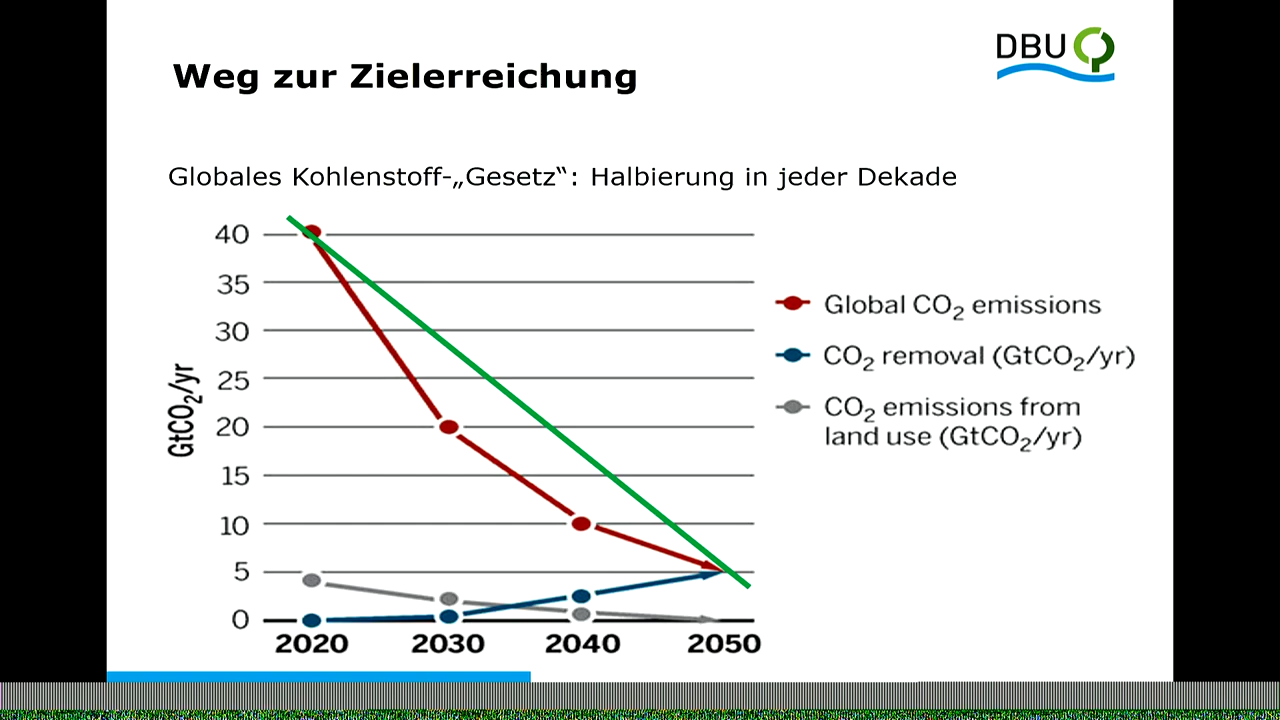 DBU
Weg zur Zielerreichung
Globales Kohlenstoff-„Gesetz“: Halbierung in jeder Dekade
40
35
30
25
20
15
10
5
0
GtCO₂/yr
2020 2030 2040 2050
Global CO₂ emissions
CO₂ removal (GtCO₂/yr)
CO₂ emissions from
land use (GtCO₂/yr)